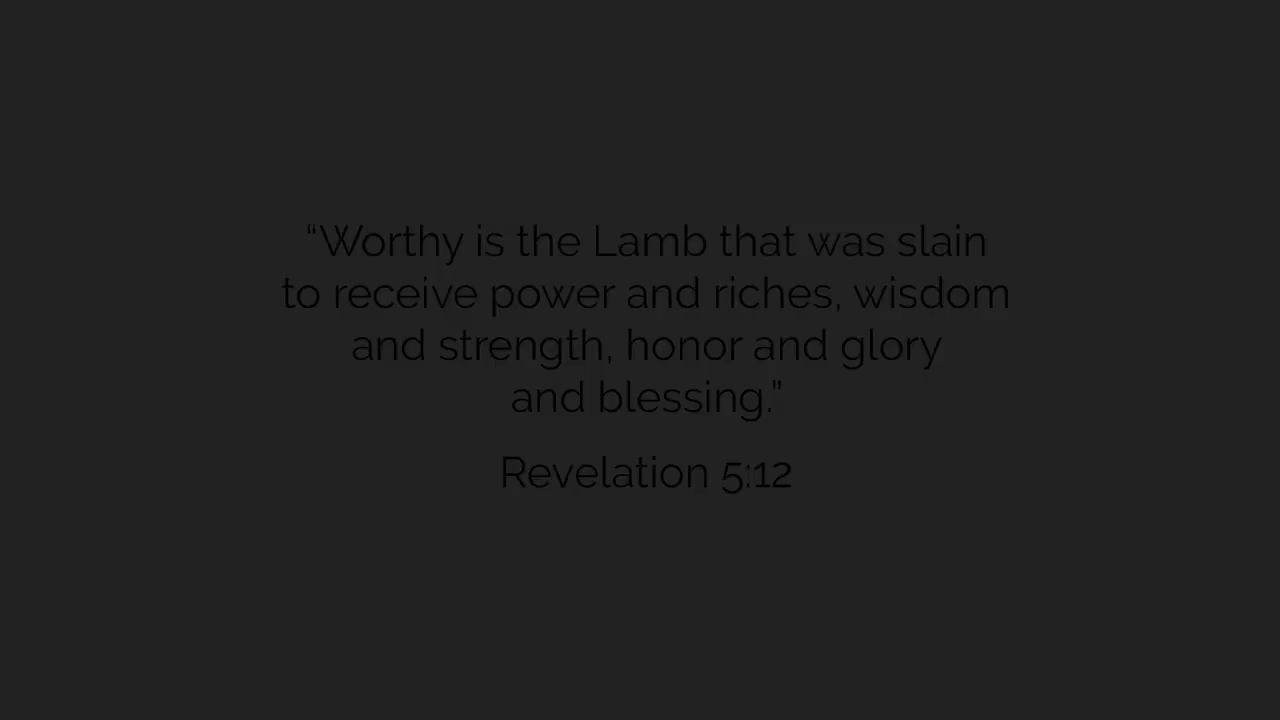 “Worthy is the Lamb that was slain
to receive power and riches, wisdom
and strength, honor and glory
and blessing.”
Revelation 5:12